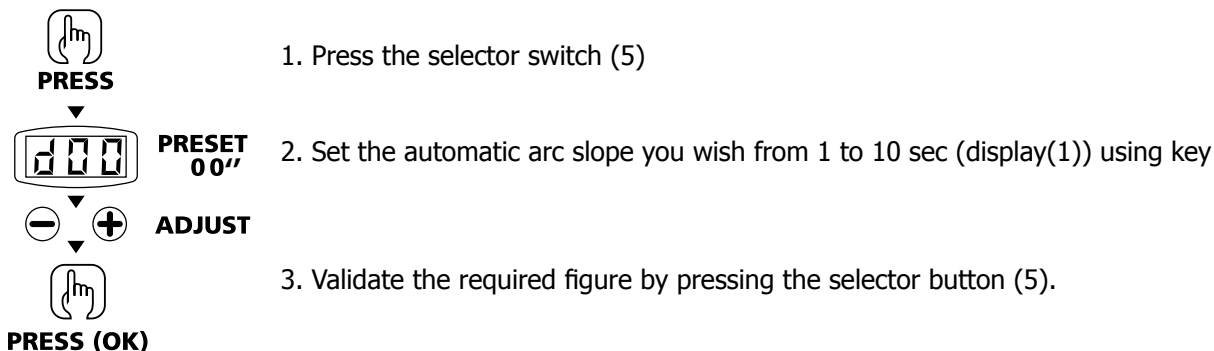 PRESS
1. Press the selector switch (5)
d00
PRESET
00″
2. Set the automatic arc slope you wish from 1 to 10 sec (display(1)) using key
ADJUST
3. Validate the required figure by pressing the selector button (5).
PRESS (OK)